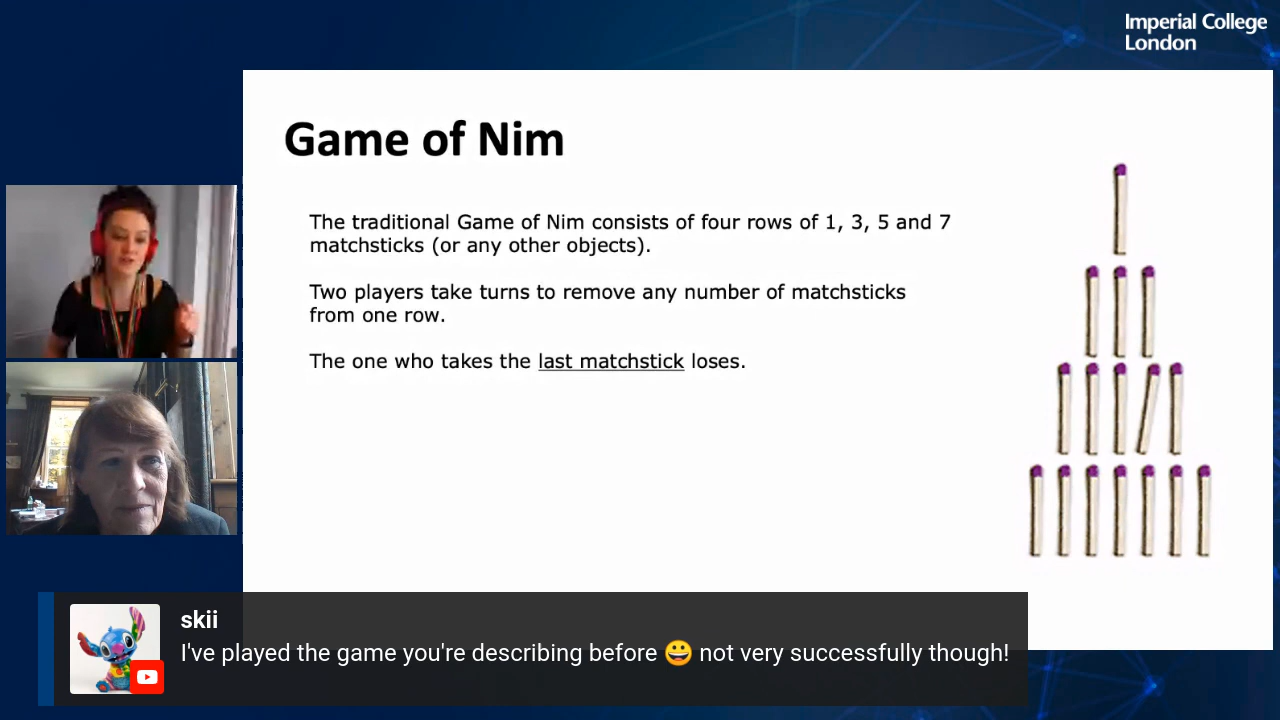 Imperial College
London
Game of Nim
The traditional Game of Nim consists of four rows of 1, 3, 5 and 7
matchsticks (or any other objects).
Two players take turns to remove any number of matchsticks
from one row.
The one who takes the last matchstick loses.
skii
I've played the game you're describing before 😀 not very successfully though!